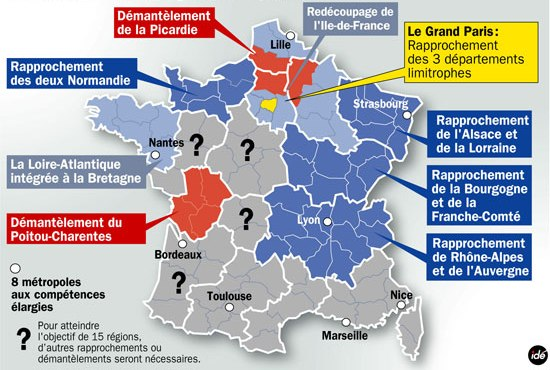 Démantèlement
de la Picardie
Redécoupage de
l'Ile-de-France
Le Grand Paris :
Rapprochement
des 3 départements
limitrophes
Lille
Rapprochement
des deux Normandie
Strasbourg
Rapprochement
de l'Alsace et de
la Lorraine
Nantes
?
?
La Loire-Atlantique
intégrée à la Bretagne
Rapprochement
de la Bourgogne
et de la
Franche-Comté
Démantèlement du
Poitou-Charentes
?
Lyon
Rapprochement
de Rhône-Alpes
et de l'Auvergne
Bordeaux
8 métropoles
aux compétences
élargies
?
Toulouse
Nice
Marseille
?
Pour atteindre
l'objectif de 15 régions,
d'autres rapprochements ou
démantèlements seront nécessaires.
idé